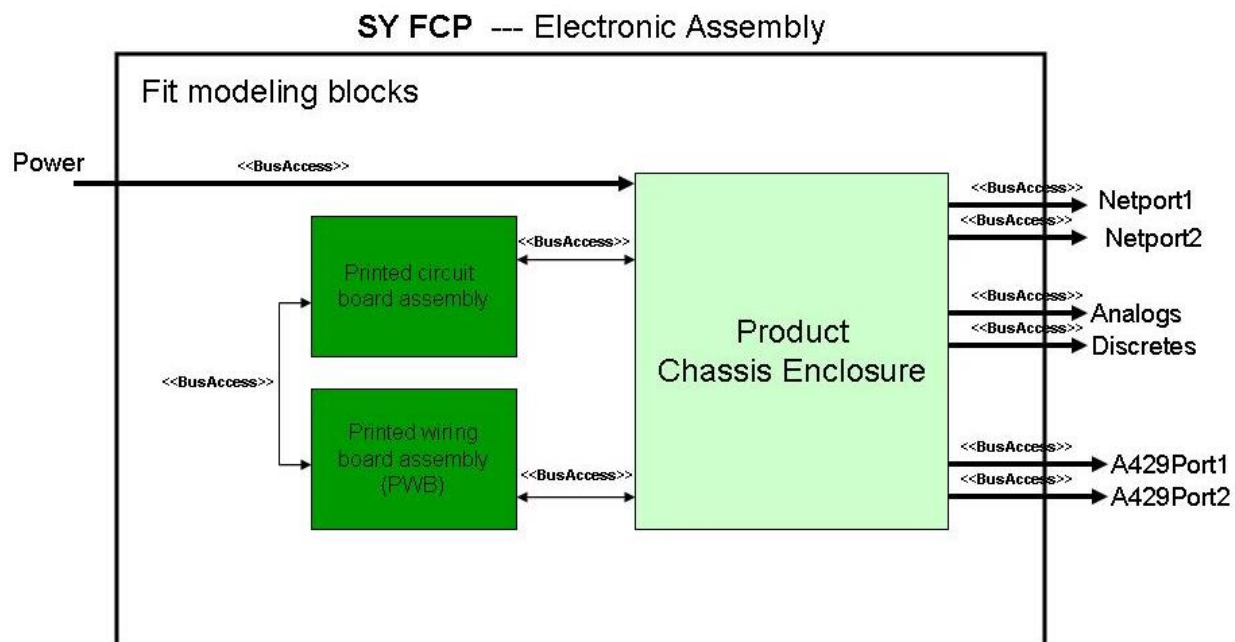 SY FCP --- Electronic Assembly
Fit modeling blocks
Power
<<BusAccess>>
<<BusAccess>>
Netport1
<<BusAccess>>
Netport2
<<BusAccess>>
Printed circuit
board assembly
<<BusAccess>>
Analogs
<<BusAccess>>
Discretes
Product
Chassis Enclosure
<<BusAccess>>
Printed wiring
board assembly
(PWB)
<<BusAccess>>
<<BusAccess>>
A429Port1
<<BusAccess>>
A429Port2